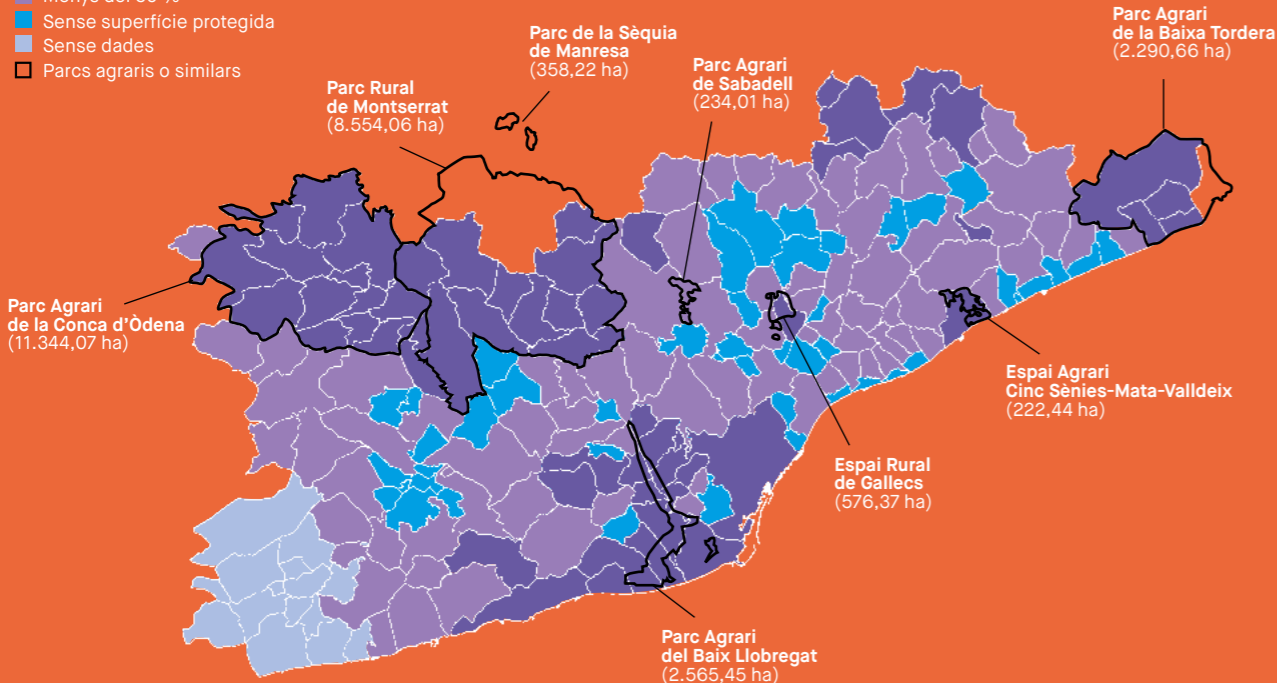 Sense superfície protegida
Sense dades
Parcs agraris o similars
Parc de la Sèquia
de Manresa
(358,22 ha)
Parc Agrari
de la Baixa Tordera
(2.290,66 ha)
Parc Agrari
de Sabadell
(234,01 ha)
Parc Rural
de Montserrat
(8.554,06 ha)
Parc Agrari
de la Conca d'Òdena
(11.344,07 ha)
Espai Agrari
Cinc Sènies-Mata-Valldeix
(222,44 ha)
Espai Rural
de Gallecs
(576,37 ha)
Parc Agrari
del Baix Llobregat
(2.565,45 ha)